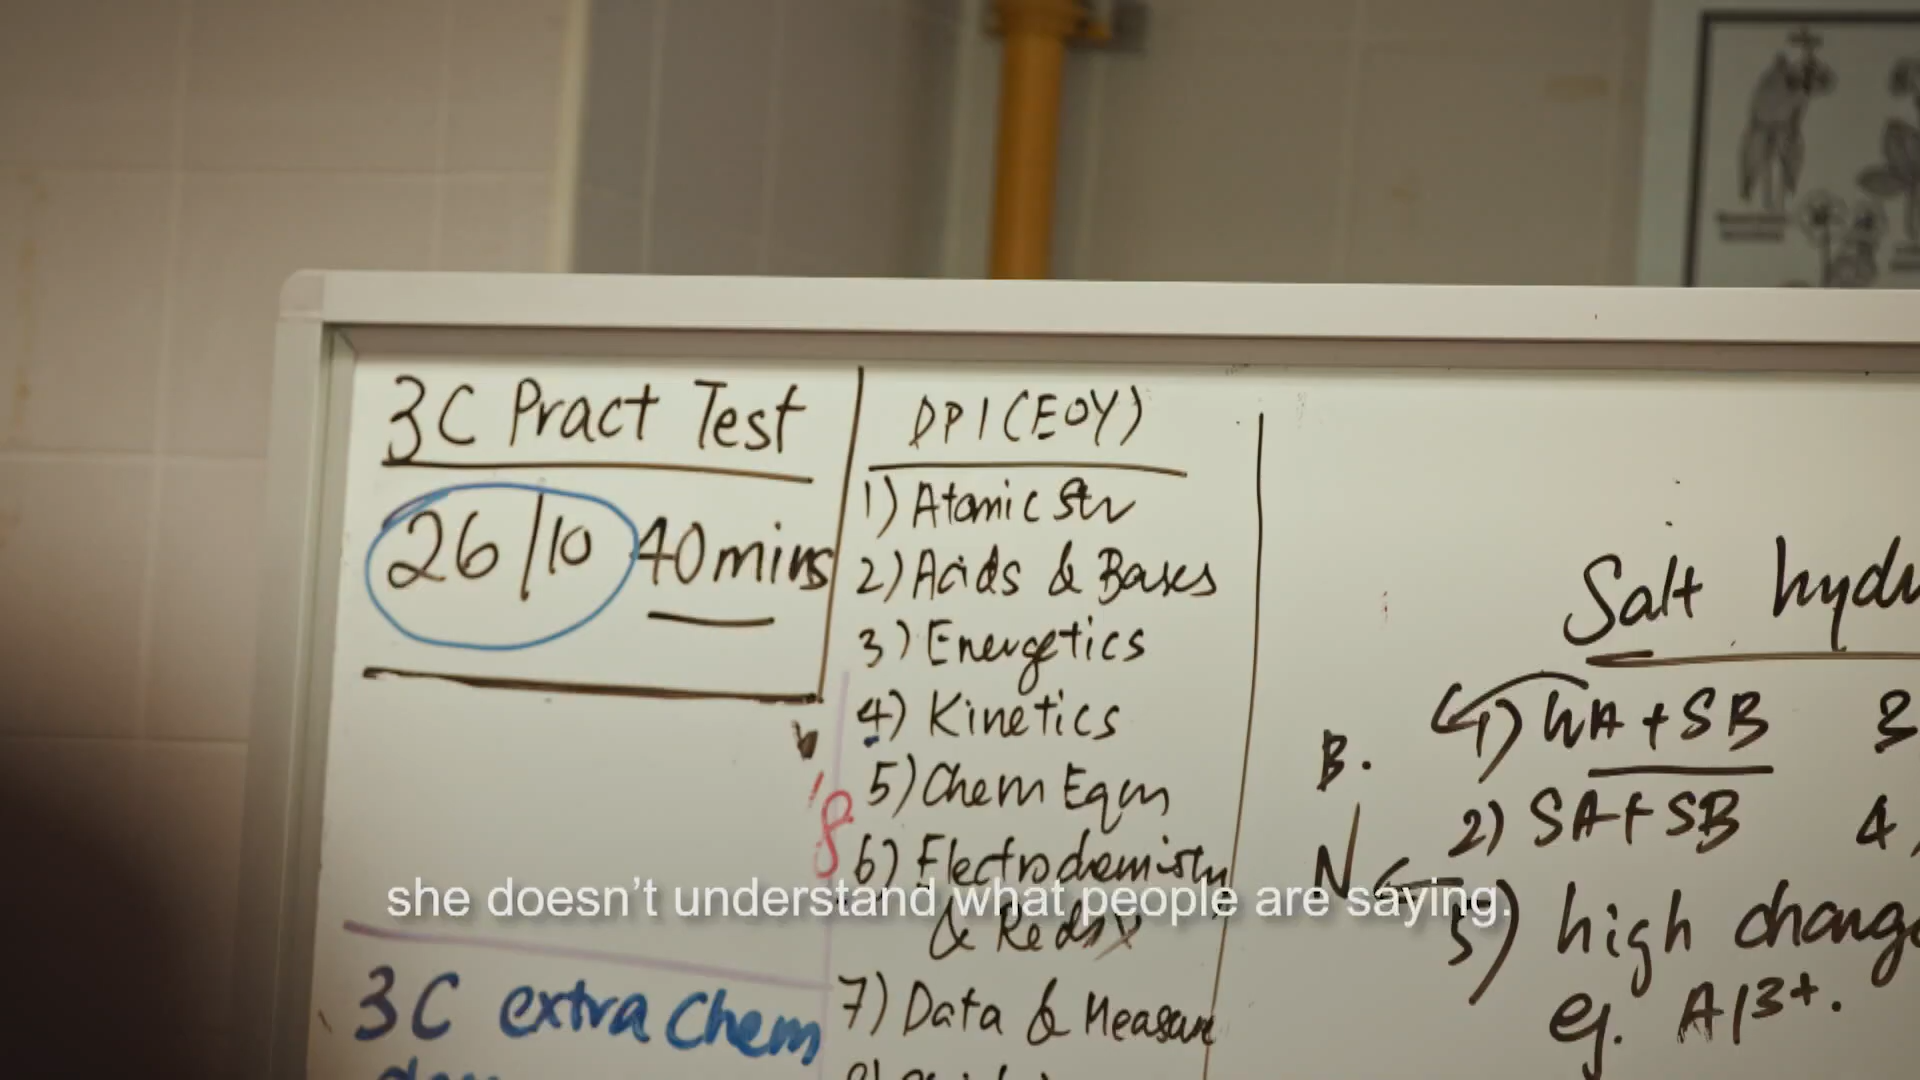 3C Pract Test
26/10 40mins
3C extra Chem
DP1 (EOY)
1) Atomic Str
2) Acids & Bases
3) Energetics
4) Kinetics
5) Chem Eqm
6) Electrochemistry
& Redox
7) Data & Measure
Salt
B. 1) WA + SB
N 2) SA + SB 4
high
eg. Al3+.
she doesn't understand what people are saying.